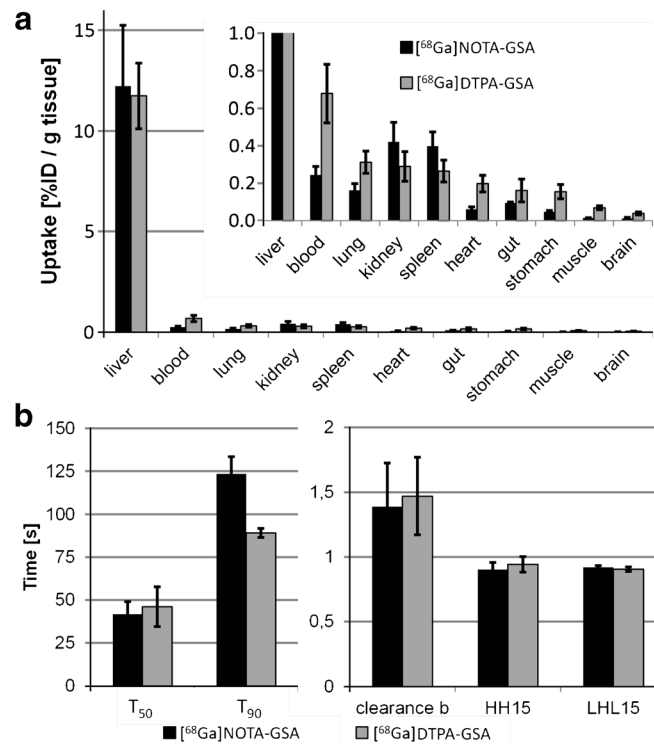 a
Uptake [%ID / g tissue]
15
10
5
0
liver
blood
lung
kidney
spleen
heart
gut
stomach
muscle
brain
1.0
0.8
0.6
0.4
0.2
0.0
[⁶⁸Ga]NOTA-GSA
[⁶⁸Ga]DTPA-GSA
liver
blood
lung
kidney
spleen
heart
gut
stomach
muscle
brain
b
Time [s]
150
125
100
75
50
25
0
T₅₀
T₉₀
2
1,5
1
0,5
0
clearance b
HH15
LHL15
[⁶⁸Ga]NOTA-GSA
[⁶⁸Ga]DTPA-GSA